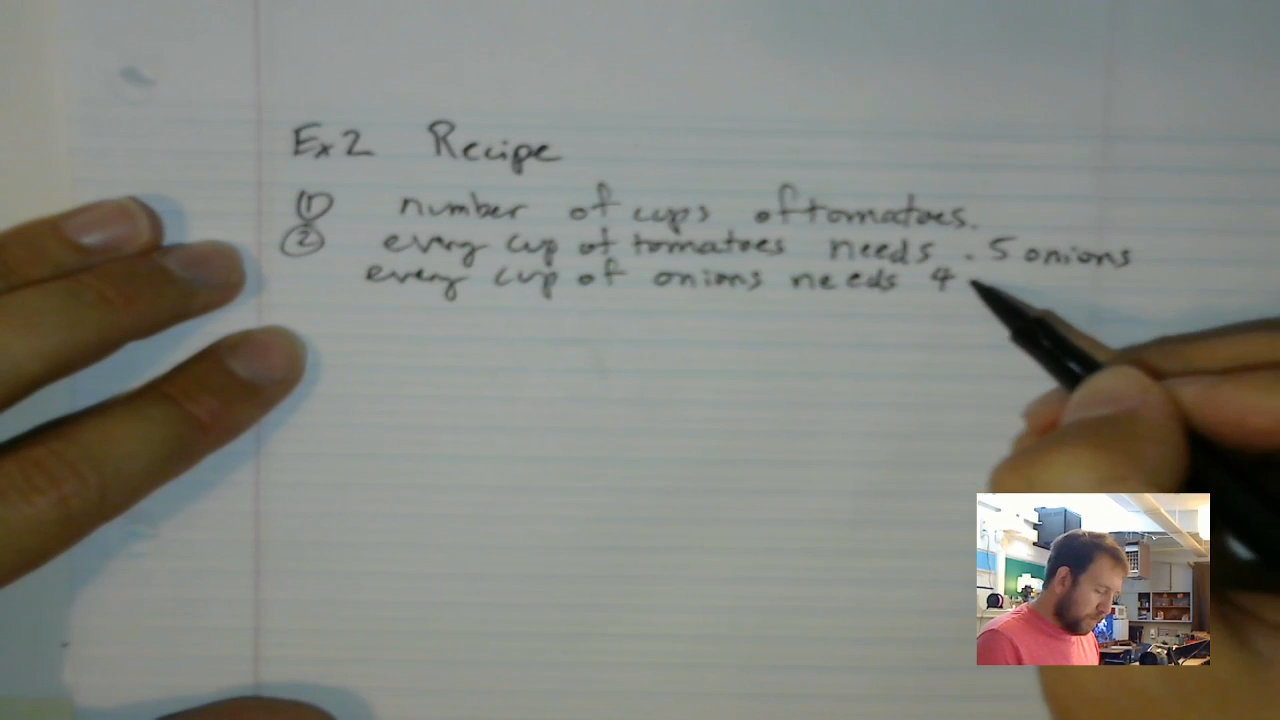 Ex 2 Recipe
① number of cups of tomatoes.
② every cup of tomatoes needs .5 onions
every cup of onions needs 4